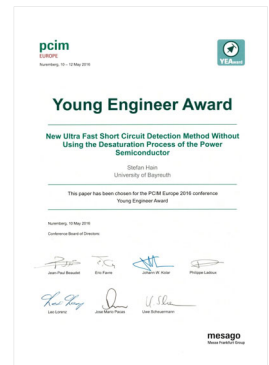 pcim
EUROPE
Nuremberg, 10 – 12 May 2016
YEAward
Young Engineer Award
New Ultra Fast Short Circuit Detection Method Without
Using the Desaturation Process of the Power
Semiconductor
Stefan Hain
University of Bayreuth
This paper has been chosen for the PCIM Europe 2016 conference
Young Engineer Award
Nuremberg, 10 May 2016
Conference Board of Directors
Jean-Paul Beaudet Eric Favre Johann W. Kolar Philippe Ladoux
Leo Lorenz Jose Mario Pacas Uwe Scheuermann
mesago
Messe Frankfurt Group